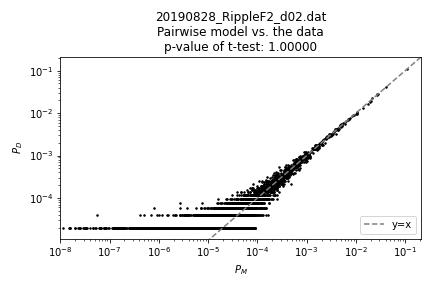 20190828_RippleF2_d02.dat
Pairwise model vs. the data
p-value of t-test: 1.00000
10⁻¹
10⁻²
10⁻³
10⁻⁴
P_D
10⁻⁸ 10⁻⁷ 10⁻⁶ 10⁻⁵ 10⁻⁴ 10⁻³ 10⁻² 10⁻¹
P_M
y=x